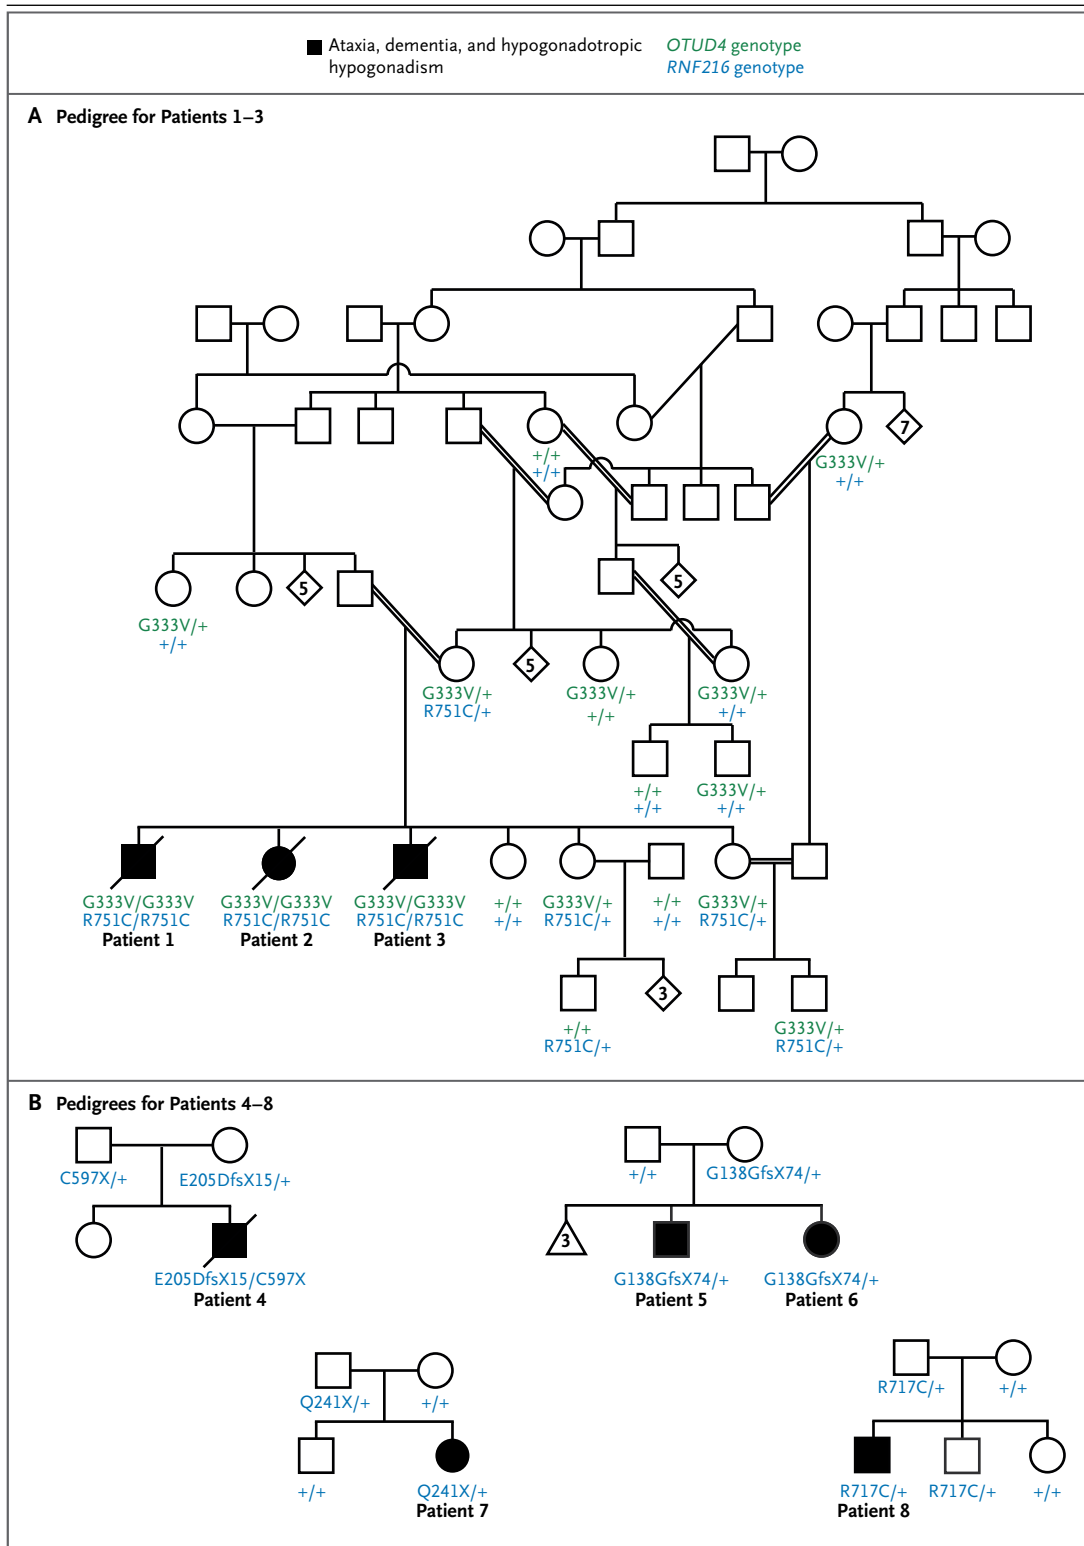 Ataxia, dementia, and hypogonadotropic
hypogonadism
OTUD4 genotype
RNF216 genotype
A Pedigree for Patients 1–3
+/+
+/+
7
G333V/+
+/+
5
5
G333V/+
+/+
5
G333V/+
R751C/+
G333V/+
+/+
G333V/+
+/+
+/+
+/+
G333V/+
+/+
G333V/G333V
R751C/R751C
Patient 1
G333V/G333V
R751C/R751C
Patient 2
G333V/G333V
R751C/R751C
Patient 3
+/+
+/+
G333V/+
R751C/+
+/+
+/+
G333V/+
R751C/+
3
+/+
R751C/+
G333V/+
R751C/+
B Pedigrees for Patients 4–8
C597X/+
E205DfsX15/+
E205DfsX15/C597X
Patient 4
+/+
G138GfsX74/+
3
G138GfsX74/+
Patient 5
G138GfsX74/+
Patient 6
Q241X/+
+/+
+/+
Q241X/+
Patient 7
R717C/+
+/+
R717C/+
Patient 8
R717C/+
+/+